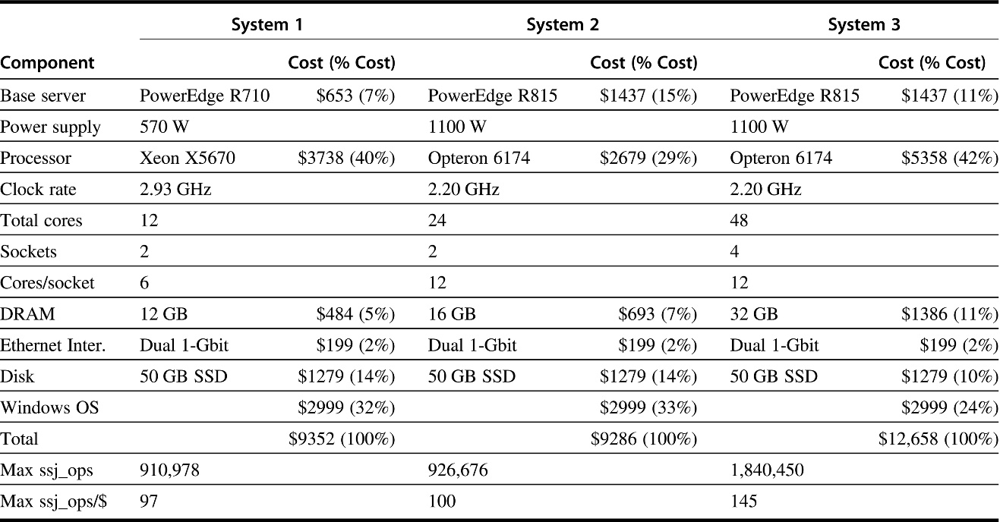 System 1 System 2 System 3
Component Cost (% Cost) Cost (% Cost) Cost (% Cost)
Base server PowerEdge R710 $653 (7%) PowerEdge R815 $1437 (15%) PowerEdge R815 $1437 (11%)
Power supply 570 W 1100 W 1100 W
Processor Xeon X5670 $3738 (40%) Opteron 6174 $2679 (29%) Opteron 6174 $5358 (42%)
Clock rate 2.93 GHz 2.20 GHz 2.20 GHz
Total cores 12 24 48
Sockets 2 2 4
Cores/socket 6 12 12
DRAM 12 GB $484 (5%) 16 GB $693 (7%) 32 GB $1386 (11%)
Ethernet Inter. Dual 1-Gbit $199 (2%) Dual 1-Gbit $199 (2%) Dual 1-Gbit $199 (2%)
Disk 50 GB SSD $1279 (14%) 50 GB SSD $1279 (14%) 50 GB SSD $1279 (10%)
Windows OS $2999 (32%) $2999 (33%) $2999 (24%)
Total $9352 (100%) $9286 (100%) $12,658 (100%)
Max ssj_ops 910,978 926,676 1,840,450
Max ssj_ops/$ 97 100 145